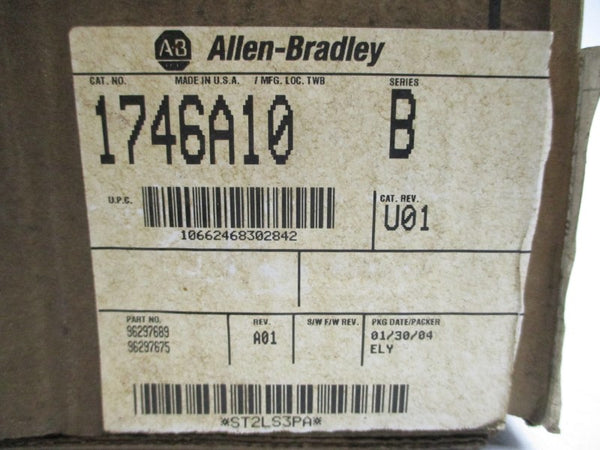 AB Allen-Bradley
CAT. NO. MADE IN U.S.A. / MFG. LOC. TWB SERIES
1746A10 B
U.P.C. CAT. REV.
10662468302842 U01
PART NO. REV. S/W F/W REV. PKG DATE/PACKER
96297689 A01 01/30/04
96297675 ELY
*ST2LS3PA*